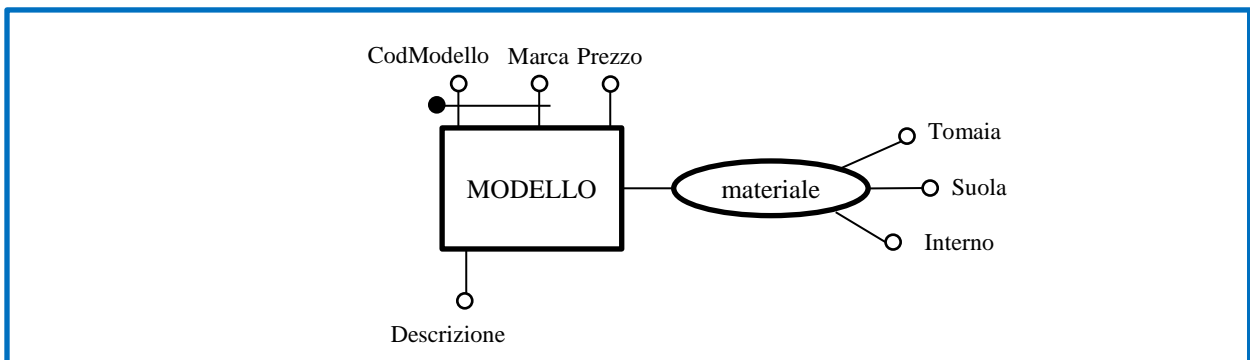 CodModello Marca Prezzo
Tomaia
MODELLO materiale Suola
Interno
Descrizione